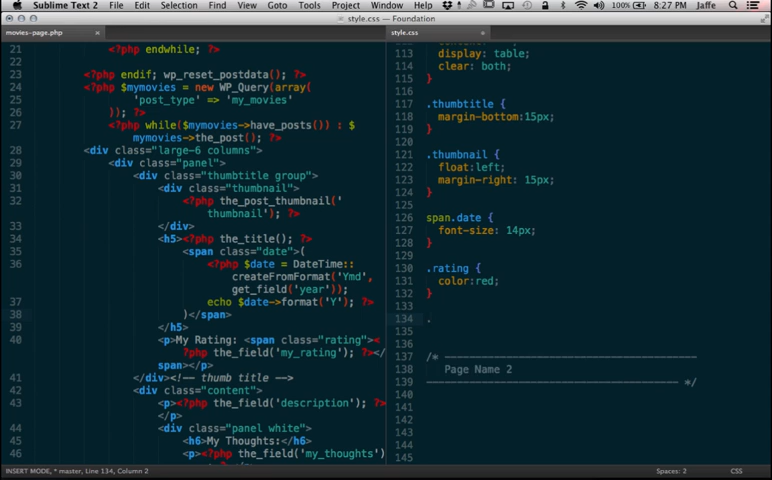 Sublime Text 2 File Edit Selection Find View Goto Tools Project Window Help 100% 8:27 PM Jaffe
style.css — Foundation
movies-page.php × style.css
21 <?php endwhile; ?>
22
23 <?php endif; wp_reset_postdata(); ?>
24 <?php $mymovies = new WP_Query(array(
25 'post_type' => 'my_movies'
26 )); ?>
27 <?php while($mymovies->have_posts()) : $
mymovies->the_post(); ?>
28 <div class="large-6 columns">
29 <div class="panel">
30 <div class="thumbtitle group">
31 <div class="thumbnail">
32 <?php the_post_thumbnail('
thumbnail'); ?>
33 </div>
34 <h5><?php the_title(); ?>
35 <span class="date">(
36 <?php $date = DateTime::
createFromFormat('Ymd',
get_field('year'));
37 echo $date->format('Y'); ?>
38 )</span>
39 </h5>
40 <p>My Rating: <span class="rating"><
?php the_field('my_rating'); ?></
span></p>
41 </div><!-- thumb title -->
42 <div class="content">
43 <p><?php the_field('description'); ?>
</p>
44 <div class="panel white">
45 <h6>My Thoughts:</h6>
46 <p><?php the_field('my_thoughts')
113 display: table;
114 clear: both;
115 }
116
117 .thumbtitle {
118 margin-bottom:15px;
119 }
120
121 .thumbnail {
122 float:left;
123 margin-right: 15px;
124 }
125
126 span.date {
127 font-size: 14px;
128 }
129
130 .rating {
131 color:red;
132 }
133
134 .
135
136
137 /* ————————————————
138 Page Name 2
139 ———————————————— */
140
141
142
143
144
145
INSERT MODE, * master, Line 134, Column 2 Spaces: 2 CSS